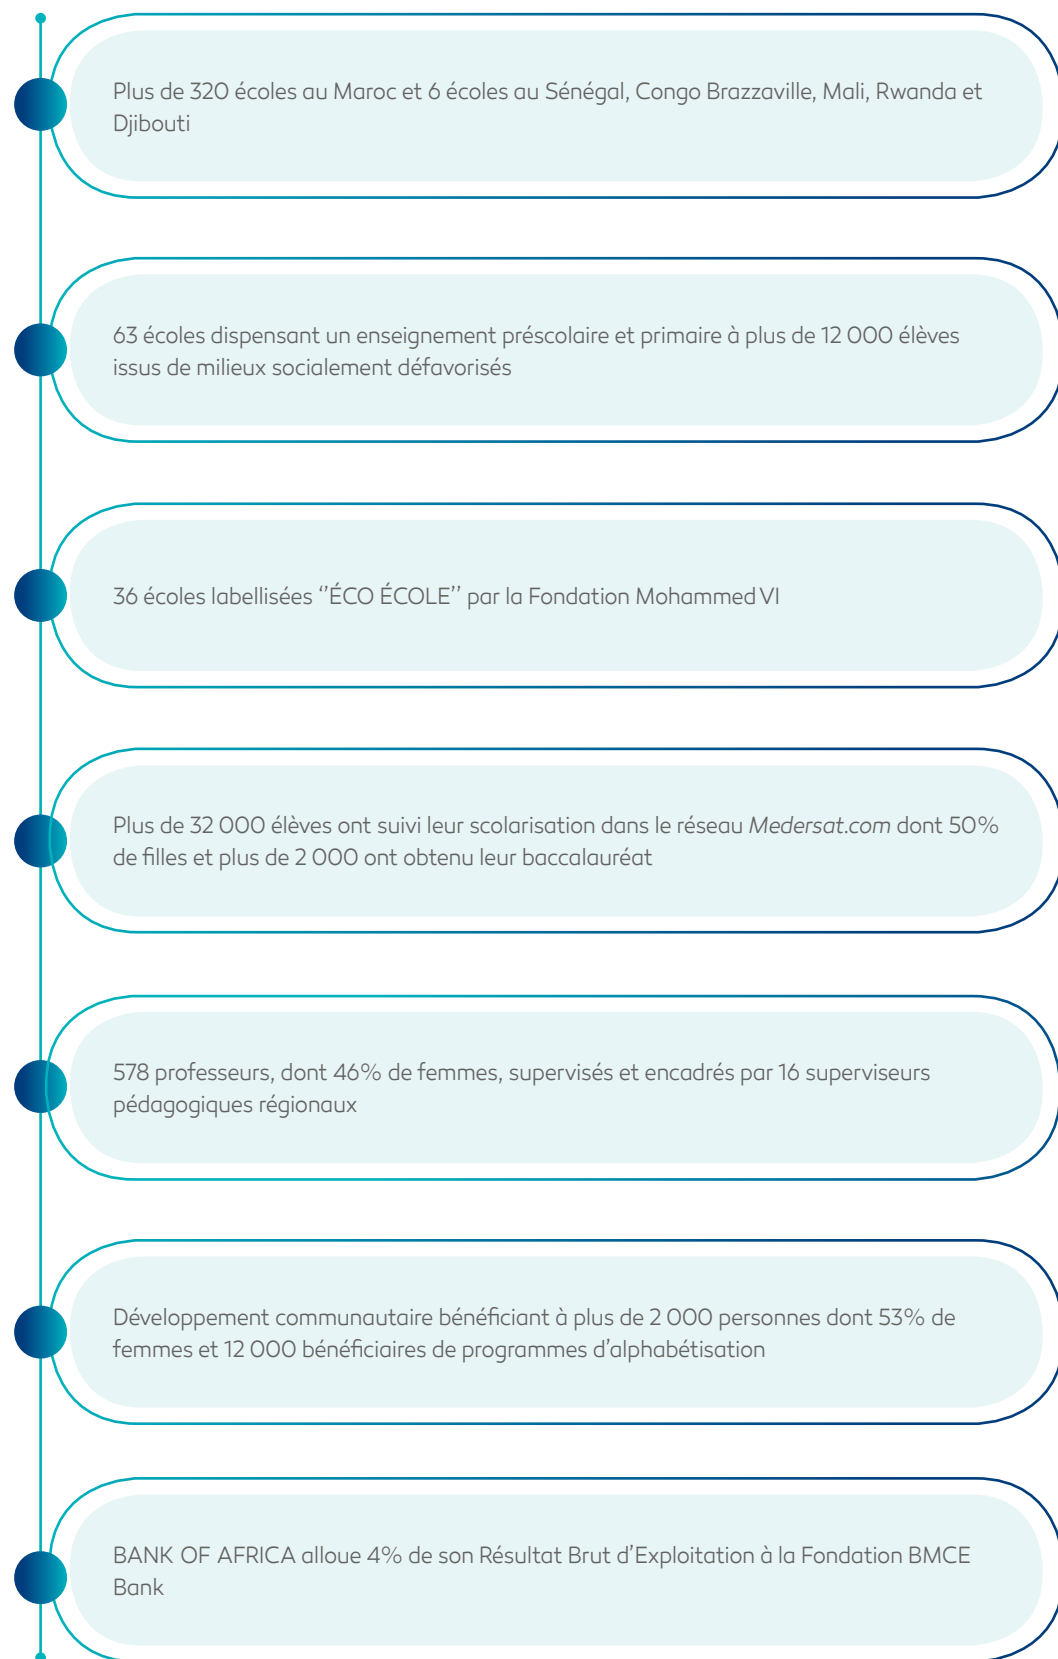 Plus de 320 écoles au Maroc et 6 écoles au Sénégal, Congo Brazzaville, Mali, Rwanda et
Djibouti
63 écoles dispensant un enseignement préscolaire et primaire à plus de 12 000 élèves
issus de milieux socialement défavorisés
36 écoles labellisées ‘’ÉCO ÉCOLE’’ par la Fondation Mohammed VI
Plus de 32 000 élèves ont suivi leur scolarisation dans le réseau Medersat.com dont 50%
de filles et plus de 2 000 ont obtenu leur baccalauréat
578 professeurs, dont 46% de femmes, supervisés et encadrés par 16 superviseurs
pédagogiques régionaux
Développement communautaire bénéficiant à plus de 2 000 personnes dont 53% de
femmes et 12 000 bénéficiaires de programmes d’alphabétisation
BANK OF AFRICA alloue 4% de son Résultat Brut d’Exploitation à la Fondation BMCE
Bank